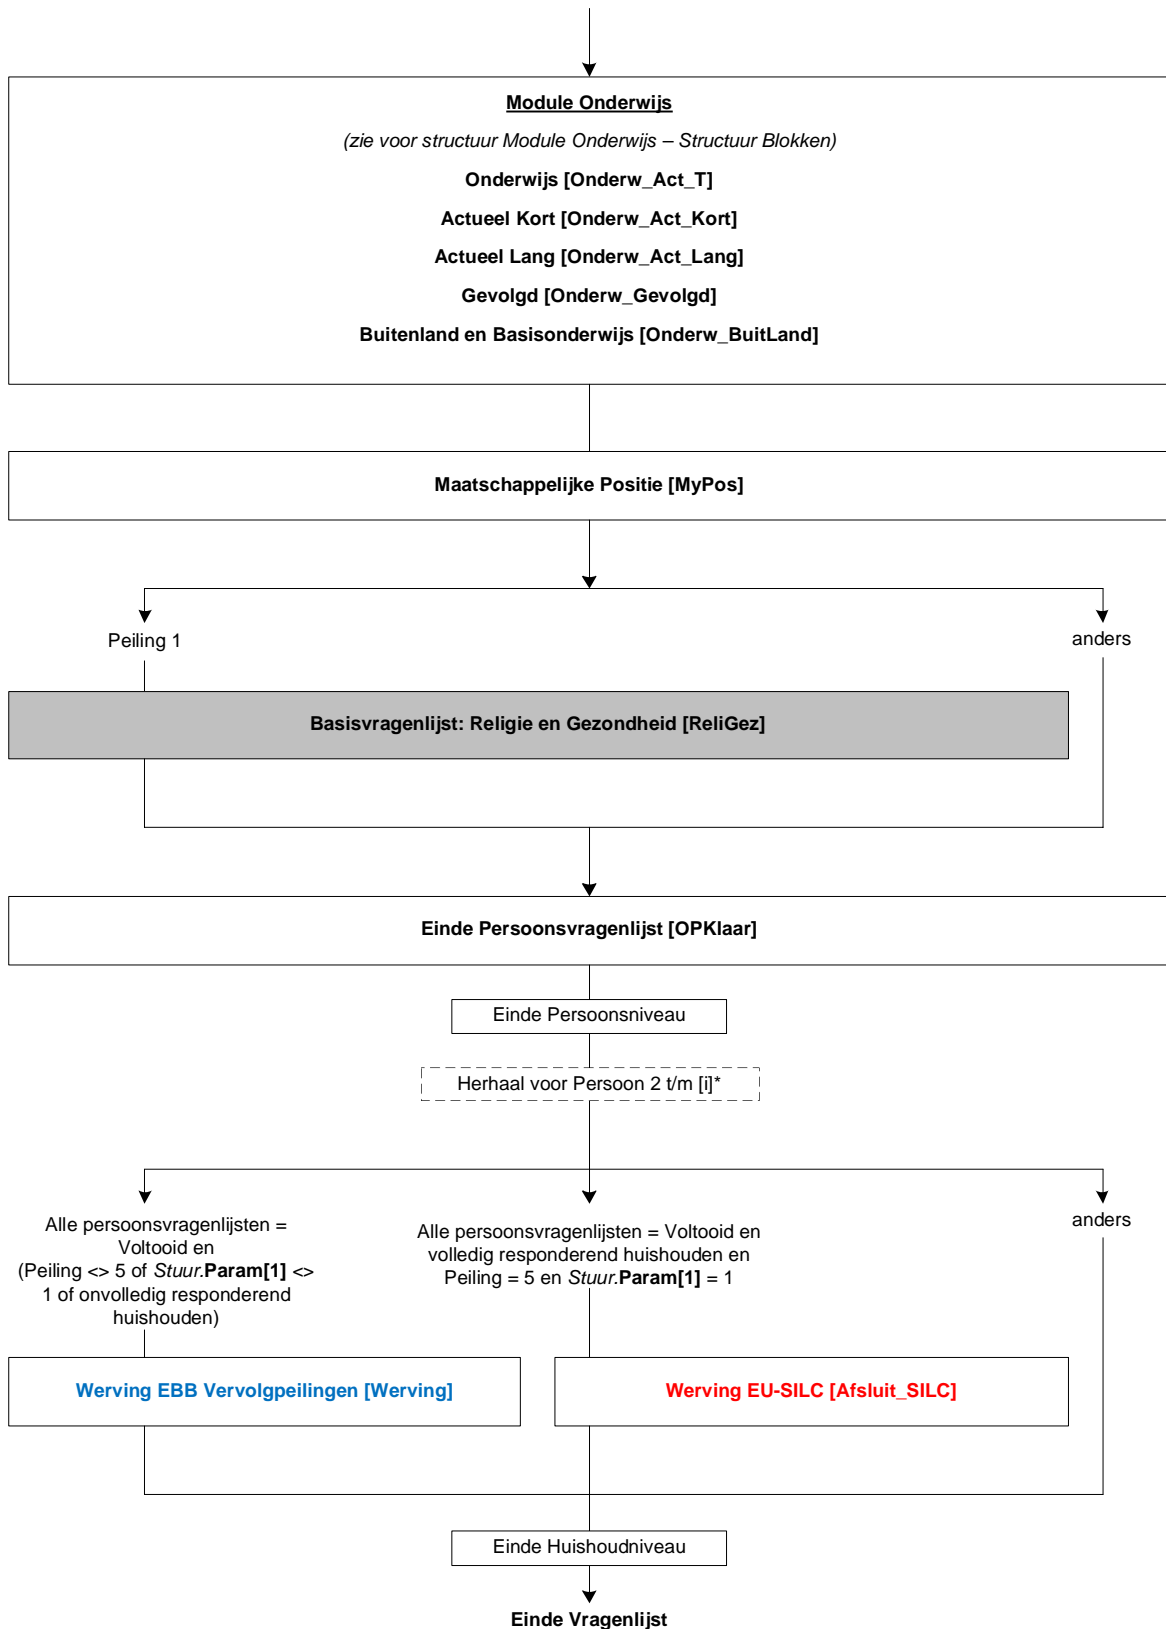 Module Onderwijs
(zie voor structuur Module Onderwijs – Structuur Blokken)
Onderwijs [Onderw_Act_T]
Actueel Kort [Onderw_Act_Kort]
Actueel Lang [Onderw_Act_Lang]
Gevolgd [Onderw_Gevolgd]
Buitenland en Basisonderwijs [Onderw_BuitLand]
Maatschappelijke Positie [MyPos]
Peiling 1
anders
Basisvragenlijst: Religie en Gezondheid [ReliGez]
Einde Persoonsvragenlijst [OPKlaar]
Einde Persoonsniveau
Herhaal voor Persoon 2 t/m [i]*
Alle persoonsvragenlijsten =
Voltooid en
(Peiling <> 5 of Stuur.Param[1] <>
1 of onvolledig responderend
huishouden)
Alle persoonsvragenlijsten = Voltooid en
volledig responderend huishouden en
Peiling = 5 en Stuur.Param[1] = 1
anders
Werving EBB Vervolgpeilingen [Werving]
Werving EU-SILC [Afsluit_SILC]
Einde Huishoudniveau
Einde Vragenlijst